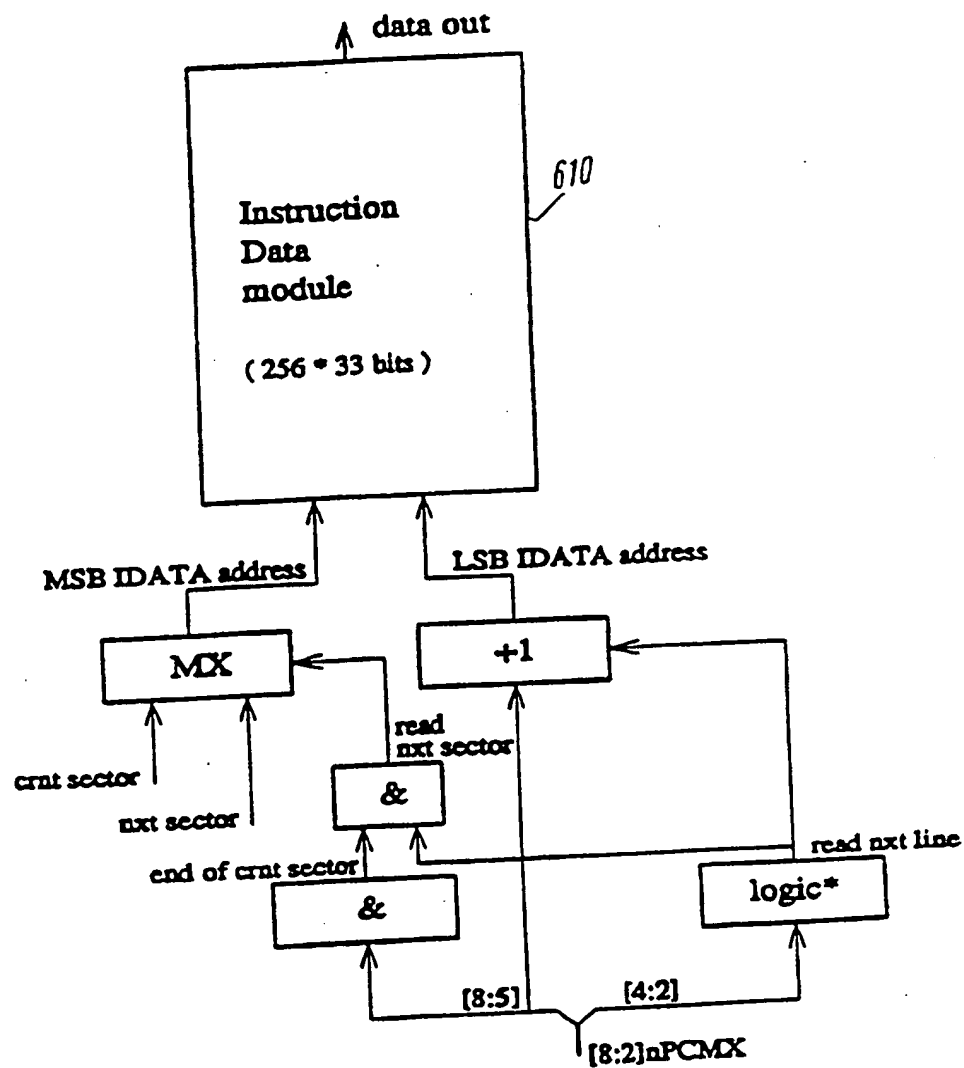 data out
610
Instruction
Data
module
( 256 * 33 bits )
MSB IDATA address
LSB IDATA address
MX
+1
read
nxt sector
crnt sector
nxt sector
&
end of crnt sector
read nxt line
&
logic*
[8:5]
[4:2]
[8:2]nPCMX